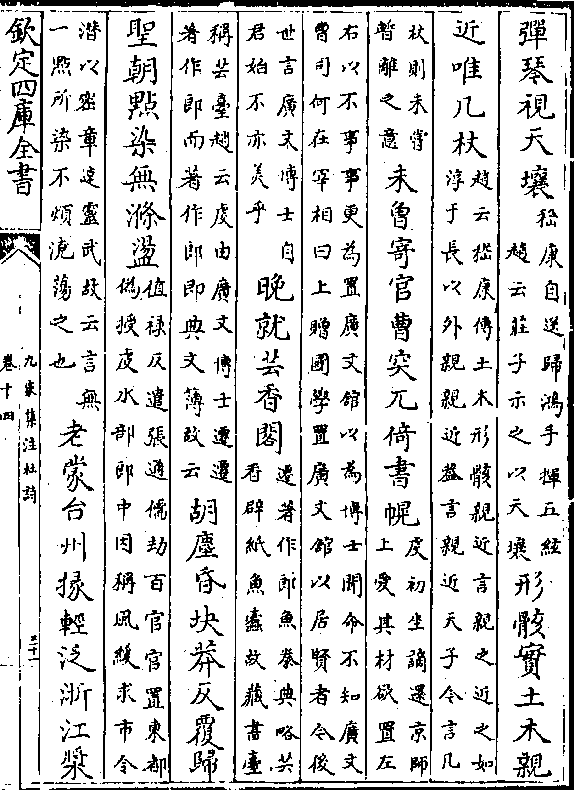 彈琴視天壤嵇康自送歸鴻手揮五絃趙云莊子示之以天壤形骸實土木親
近唯几杖趙云嵇康傳土木形骸親近言親之近之如淳于長以外親親近蓋言親近天子今言几
杖則未嘗暫離之意未曾寄官曹突兀倚書幌虔初坐謫還京師上愛其材欲置左
右以不事事更為置廣文館以為博士聞命不知廣文曹司何在宰相曰上贈國學置廣文館以居賢者令後
世言廣文博士自君始不亦美乎晚就芸香閣遷著作郎魚豢典略芸香辟紙魚蠹故藏書臺
稱芸臺趙云虔由廣文博士遷遷著作郎而著作郎即典文簿故云胡塵昏坱莽反覆歸
聖朝點染無滌盪值祿反遣張通儒劫百官官置東都偽授虔水部郎中因稱風緩求市令
潛以密章達靈武故云言無一點所染不煩漉蕩之也老蒙台州掾輕泛浙江槳
欽定四庫全書
九家集注杜詩
卷十四
三十一